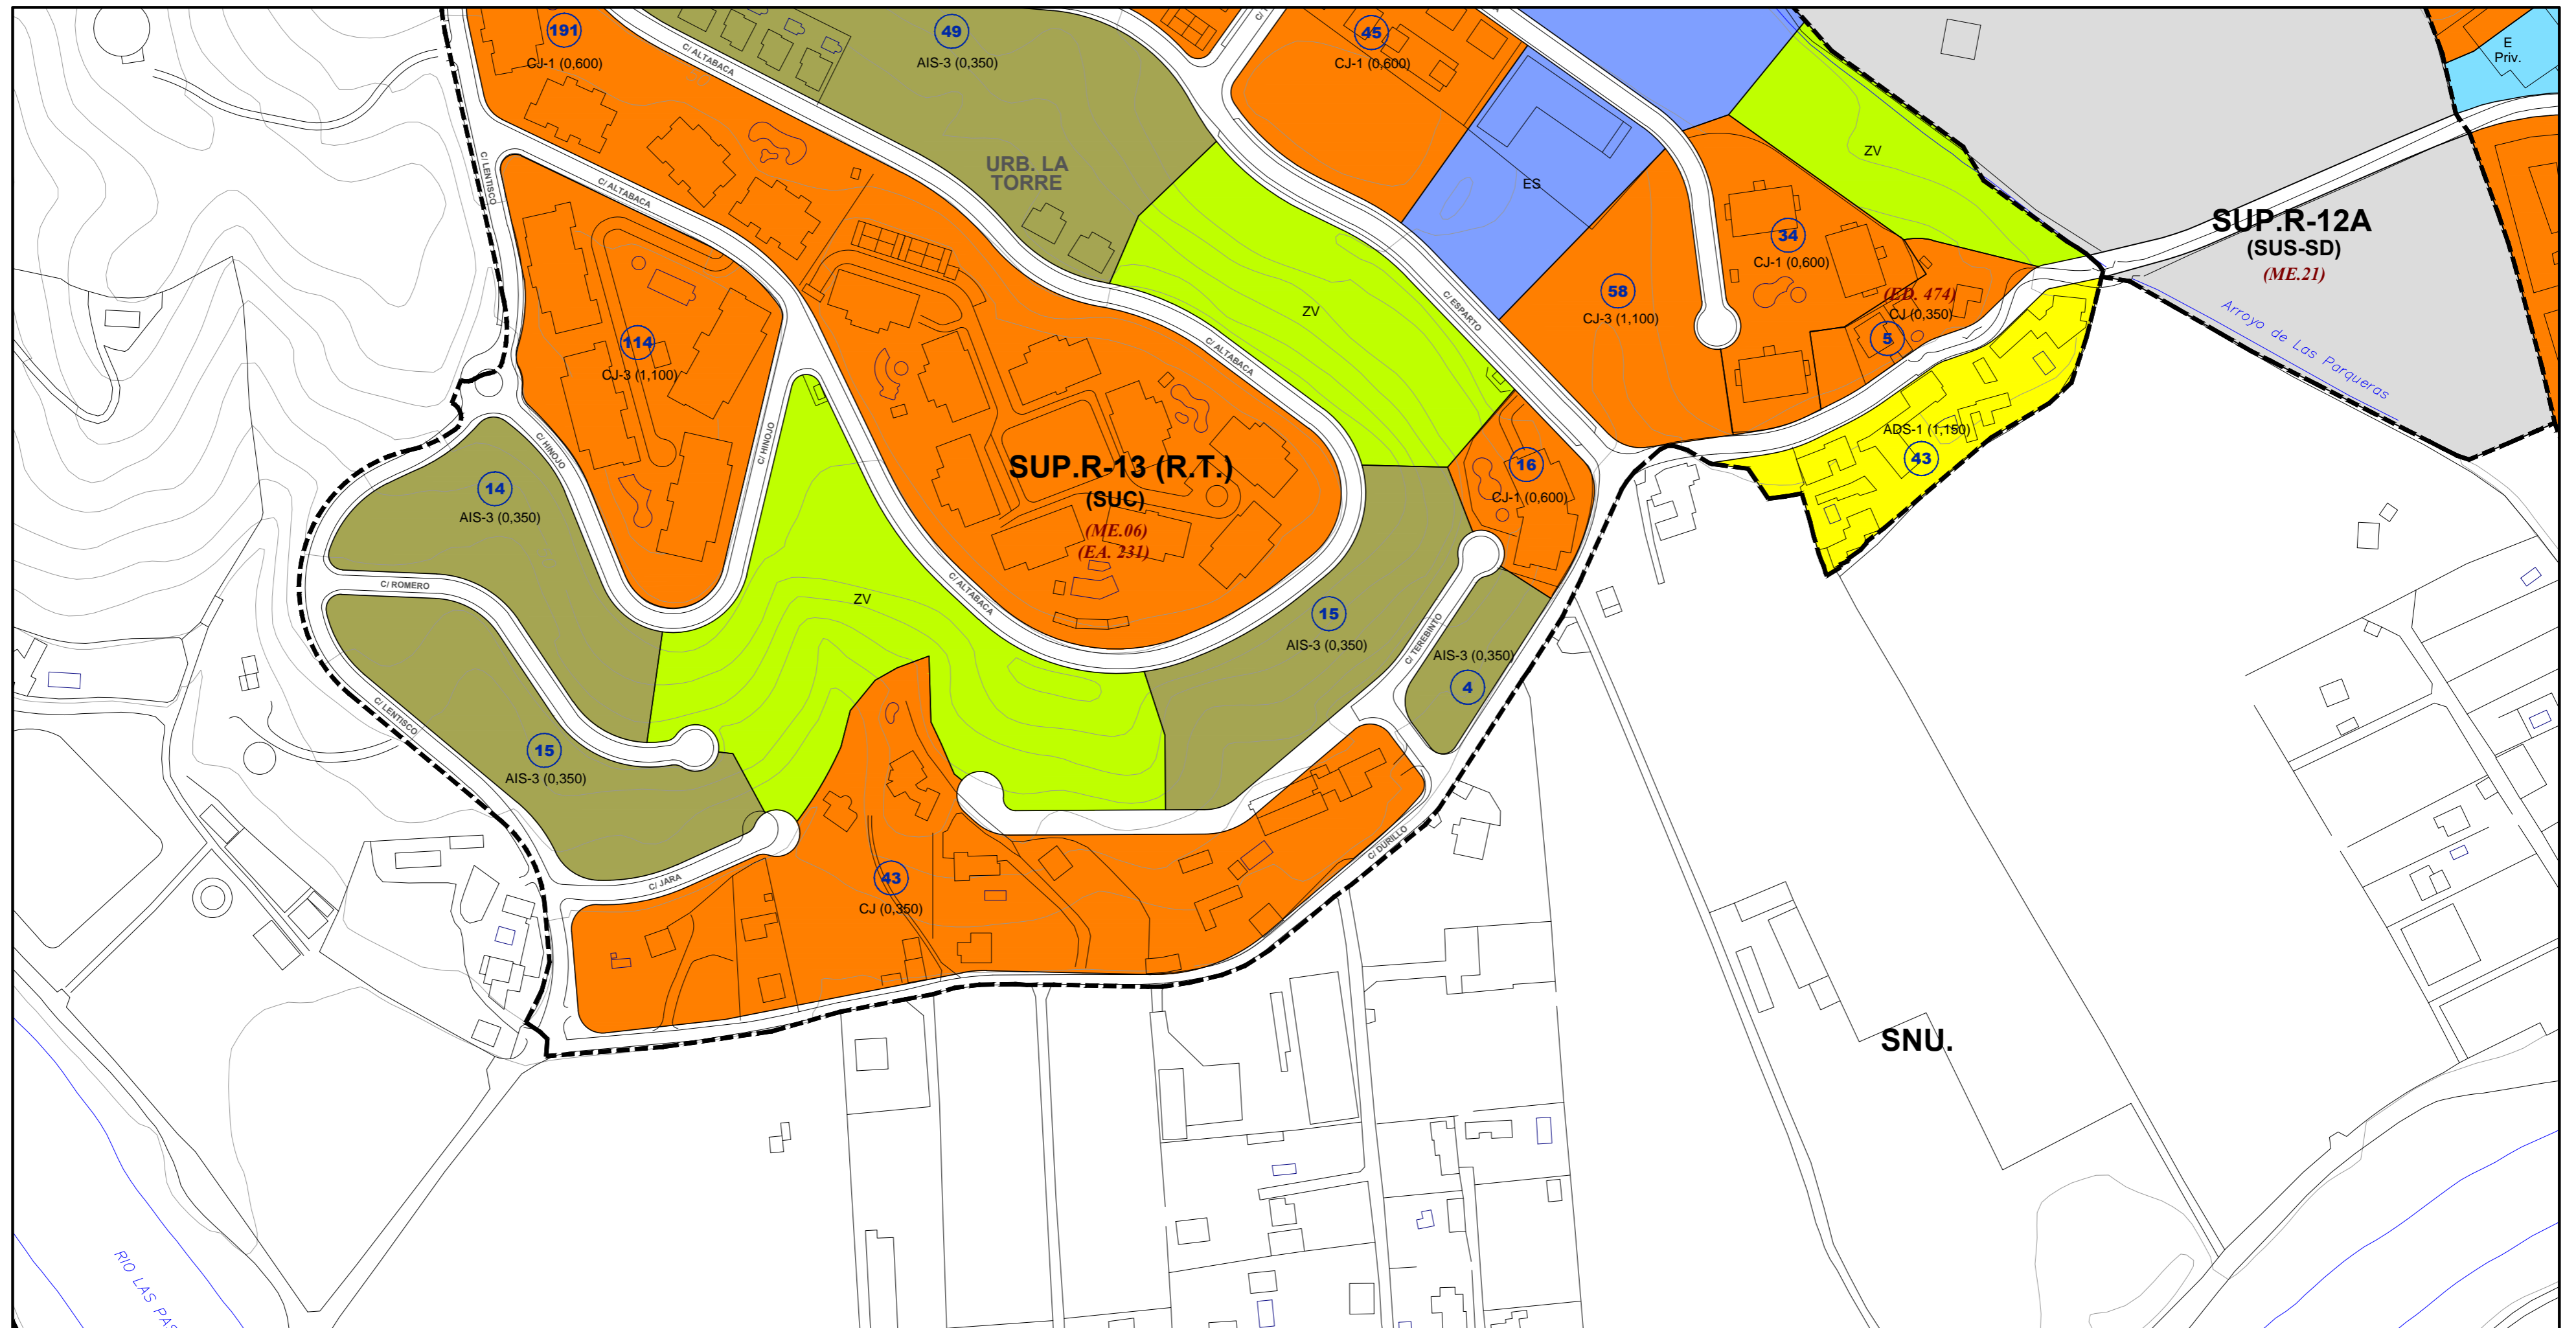 191
CJ-1 (0,600)
C/ ALTABACA
49
AIS-3 (0,350)
45
CJ-1 (0,600)
E
Priv.
C/ LENTISCO
C/ ALTABACA
URB. LA
TORRE
ES
ZV
SUP.R-12A
(SUS-SD)
(ME.21)
34
CJ-1 (0,600)
58
CJ-3 (1,100)
(ED. 474)
CJ (0,350)
5
Arroyo de Las Parqueras
ZV
C/ ESPARTO
C/ ALTABACA
114
CJ-3 (1,100)
C/ HINOJO
C/ HINOJO
ADS-1 (1,150)
43
SUP.R-13 (R.T.)
(SUC)
(ME.06)
(EA. 231)
16
CJ-1 (0,600)
14
AIS-3 (0,350)
C/ ROMERO
ZV
C/ ALTABACA
15
AIS-3 (0,350)
C/ TEREBINTO
AIS-3 (0,350)
4
C/ LENTISCO
15
AIS-3 (0,350)
C/ JARA
43
CJ (0,350)
C/ DURILLO
SNU.
RIO LAS PAS